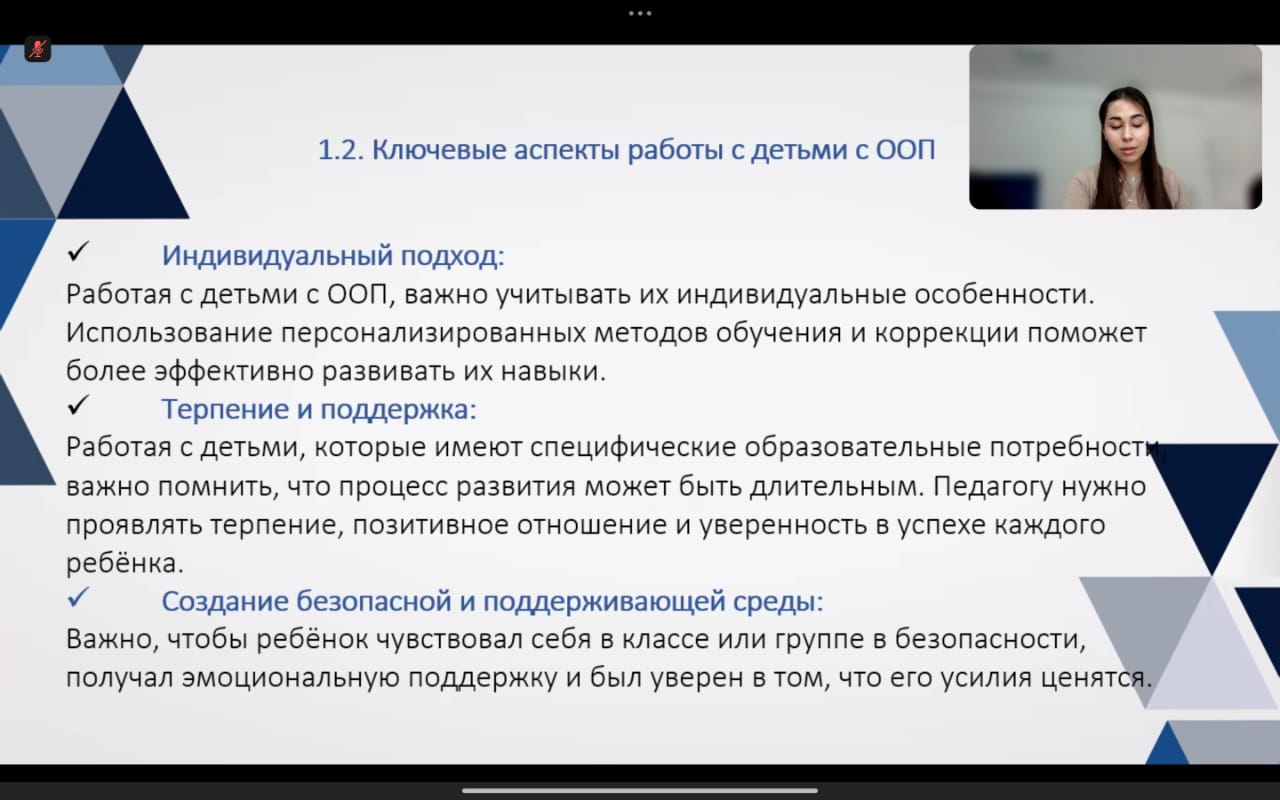 1.2. Ключевые аспекты работы с детьми с ООП
✓ Индивидуальный подход:
Работая с детьми с ООП, важно учитывать их индивидуальные особенности.
Использование персонализированных методов обучения и коррекции поможет
более эффективно развивать их навыки.
✓ Терпение и поддержка:
Работая с детьми, которые имеют специфические образовательные потребности,
важно помнить, что процесс развития может быть длительным. Педагогу нужно
проявлять терпение, позитивное отношение и уверенность в успехе каждого
ребёнка.
✓ Создание безопасной и поддерживающей среды:
Важно, чтобы ребёнок чувствовал себя в классе или группе в безопасности,
получал эмоциональную поддержку и был уверен в том, что его усилия ценятся.